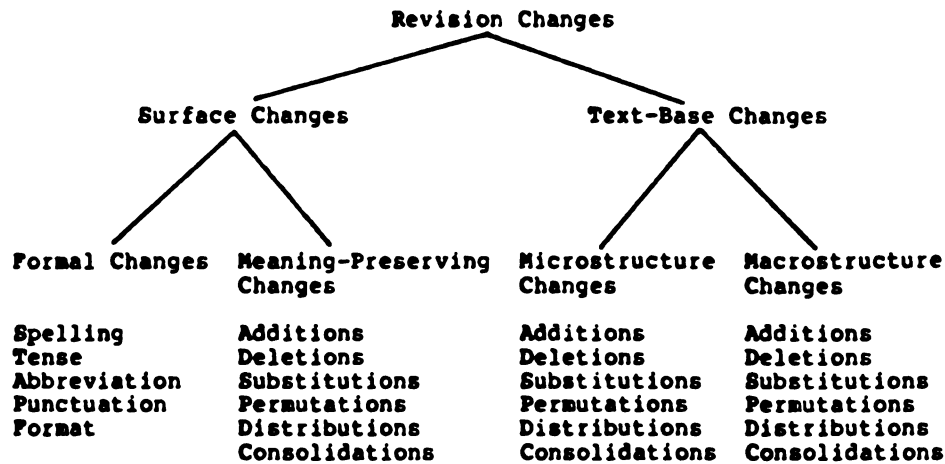 Revision Changes
Surface Changes Text-Base Changes
Formal Changes Meaning-Preserving Changes Microstructure Changes Macrostructure Changes
Spelling Additions Additions Additions
Tense Deletions Deletions Deletions
Abbreviation Substitutions Substitutions Substitutions
Punctuation Permutations Permutations Permutations
Format Distributions Distributions Distributions
Consolidations Consolidations Consolidations